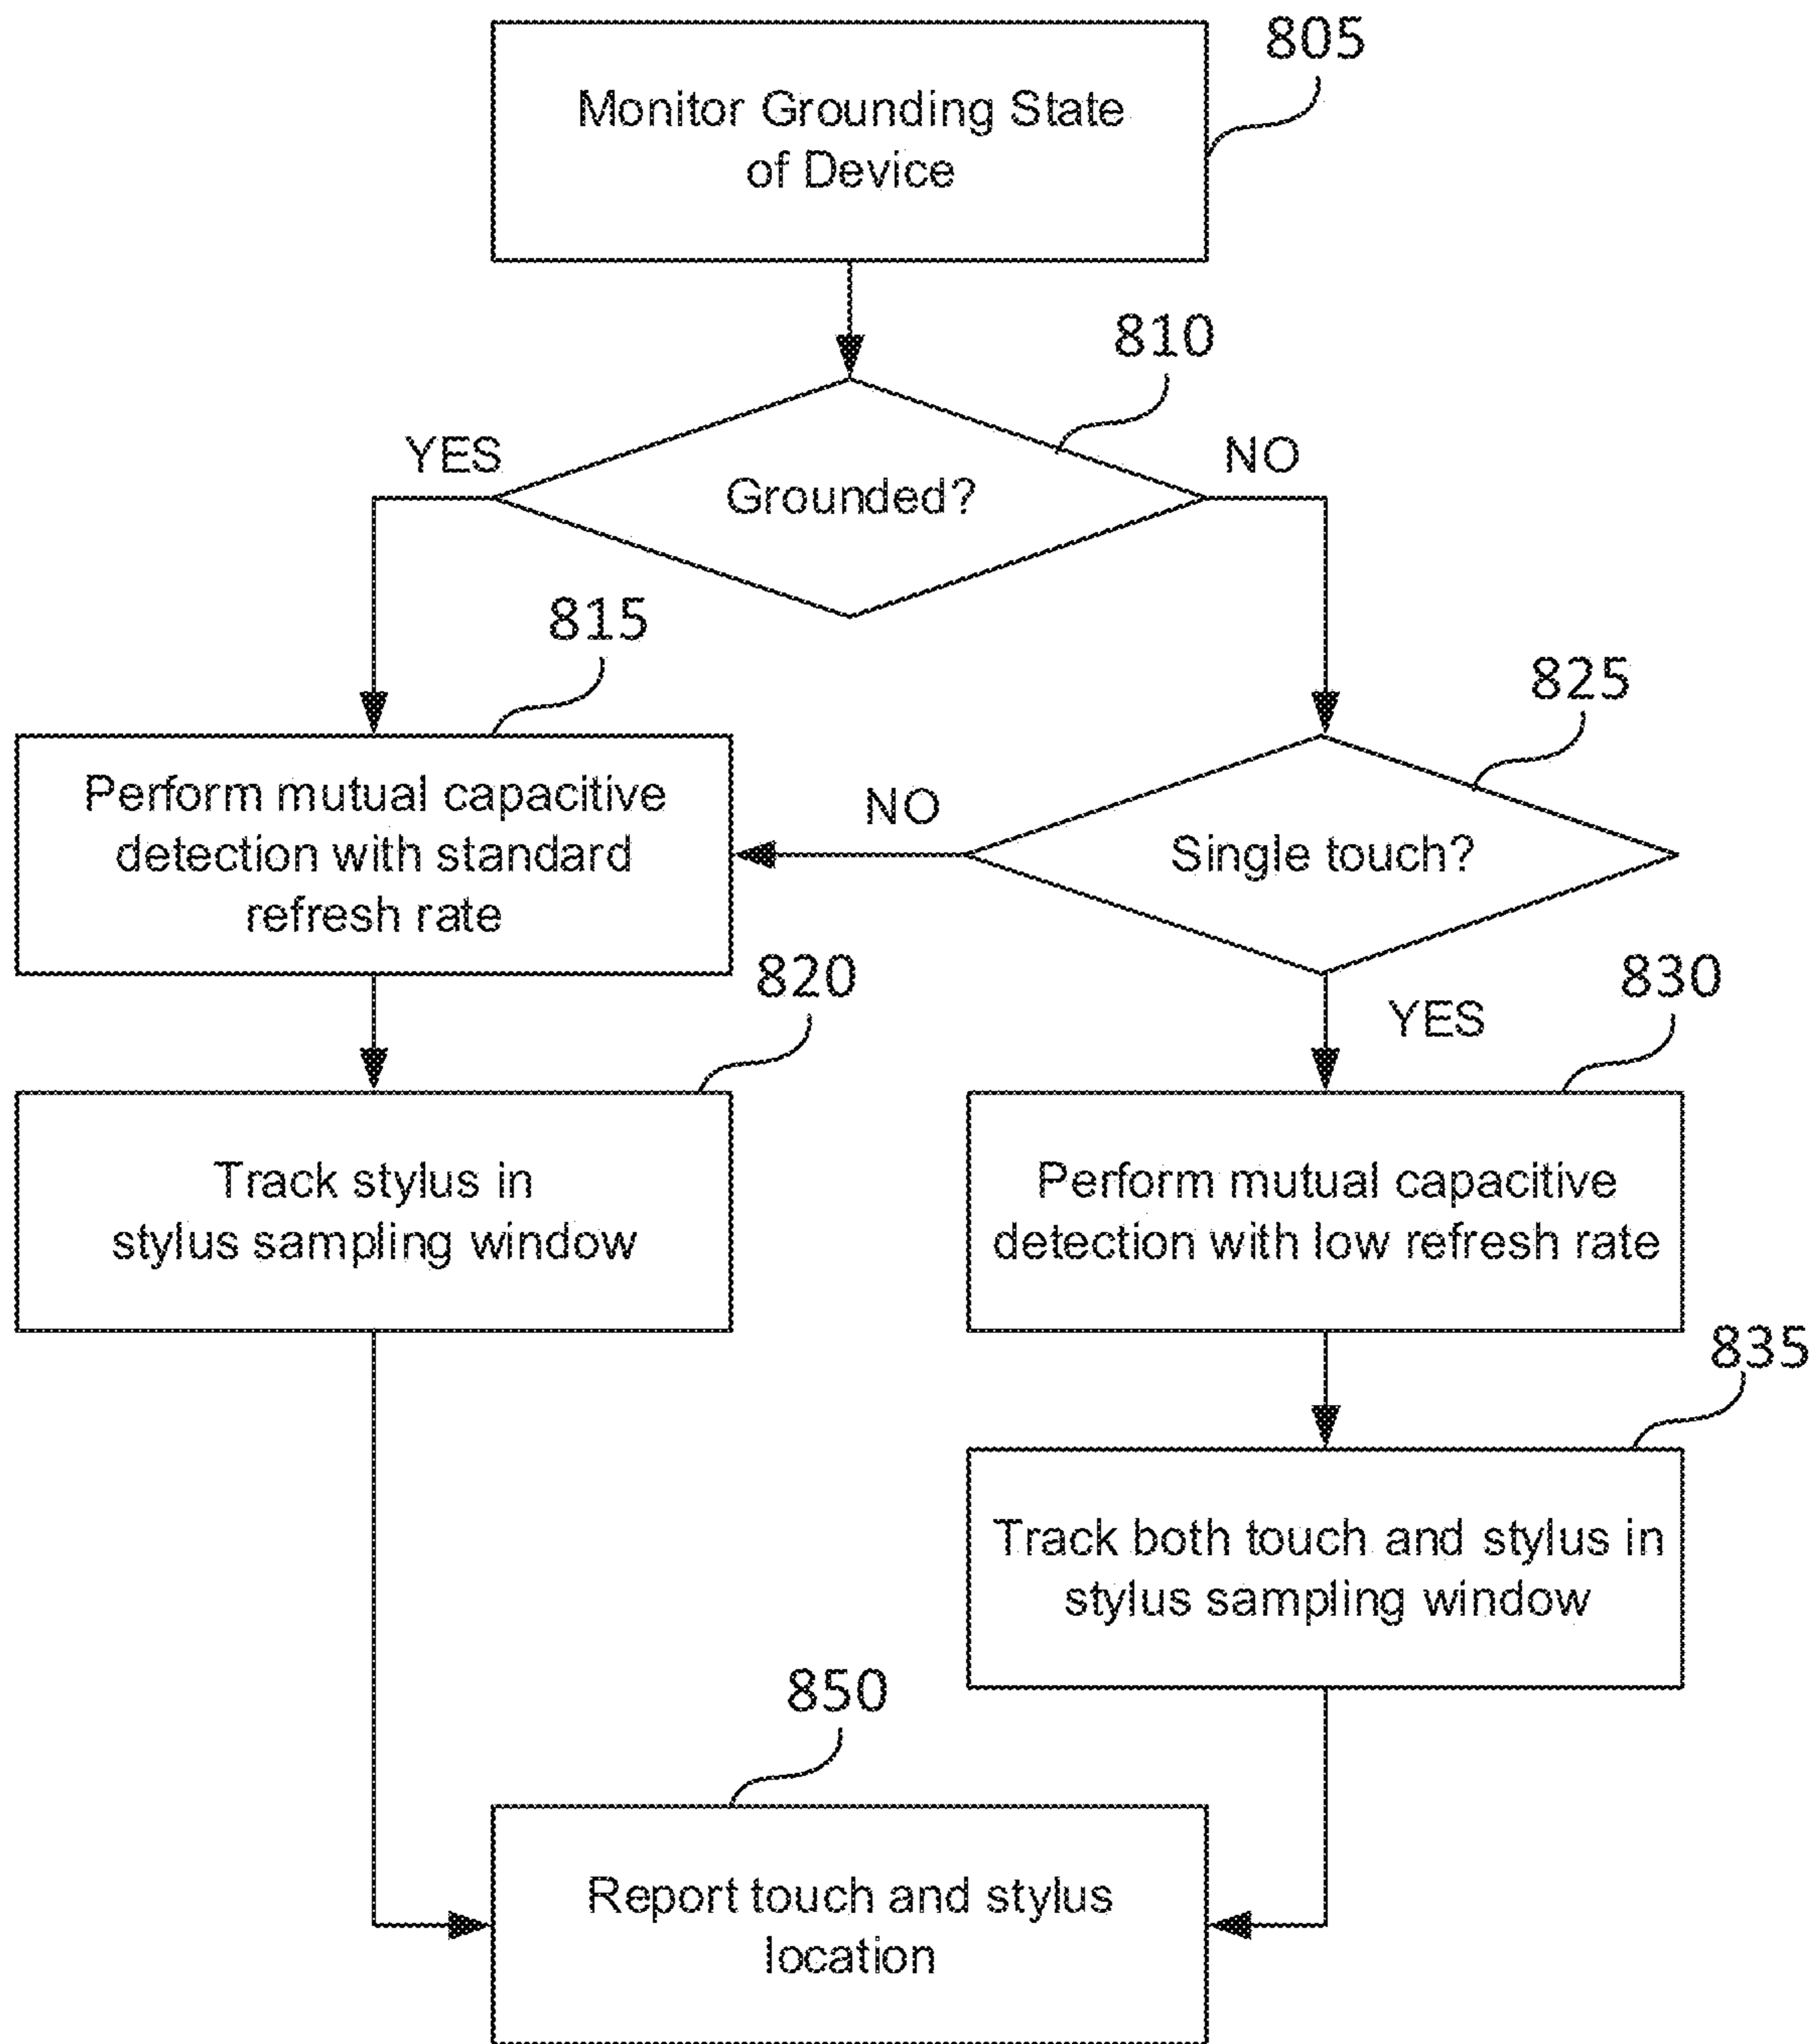 805
Monitor Grounding State
of Device
810
YES
NO
Grounded?
815
825
Perform mutual capacitive
detection with standard
refresh rate
NO
Single touch?
820
830
YES
Track stylus in
stylus sampling window
Perform mutual capacitive
detection with low refresh rate
835
Track both touch and stylus in
stylus sampling window
850
Report touch and stylus
location